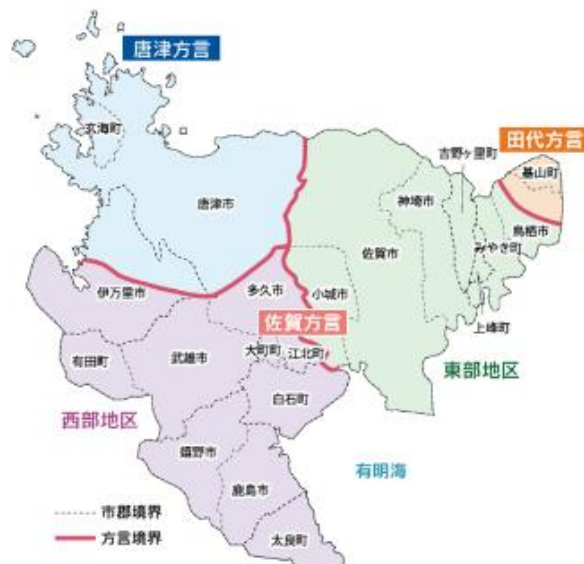 唐津方言
玄海町
唐津市
吉野ヶ里町
田代方言
基山町
神埼市
鳥栖市
佐賀市
みやき町
伊万里市
多久市
小城市
佐賀方言
上峰町
有田町
武雄市
大町町
江北町
東部地区
白石町
西部地区
嬉野市
有明海
鹿島市
太良町
市郡境界
方言境界